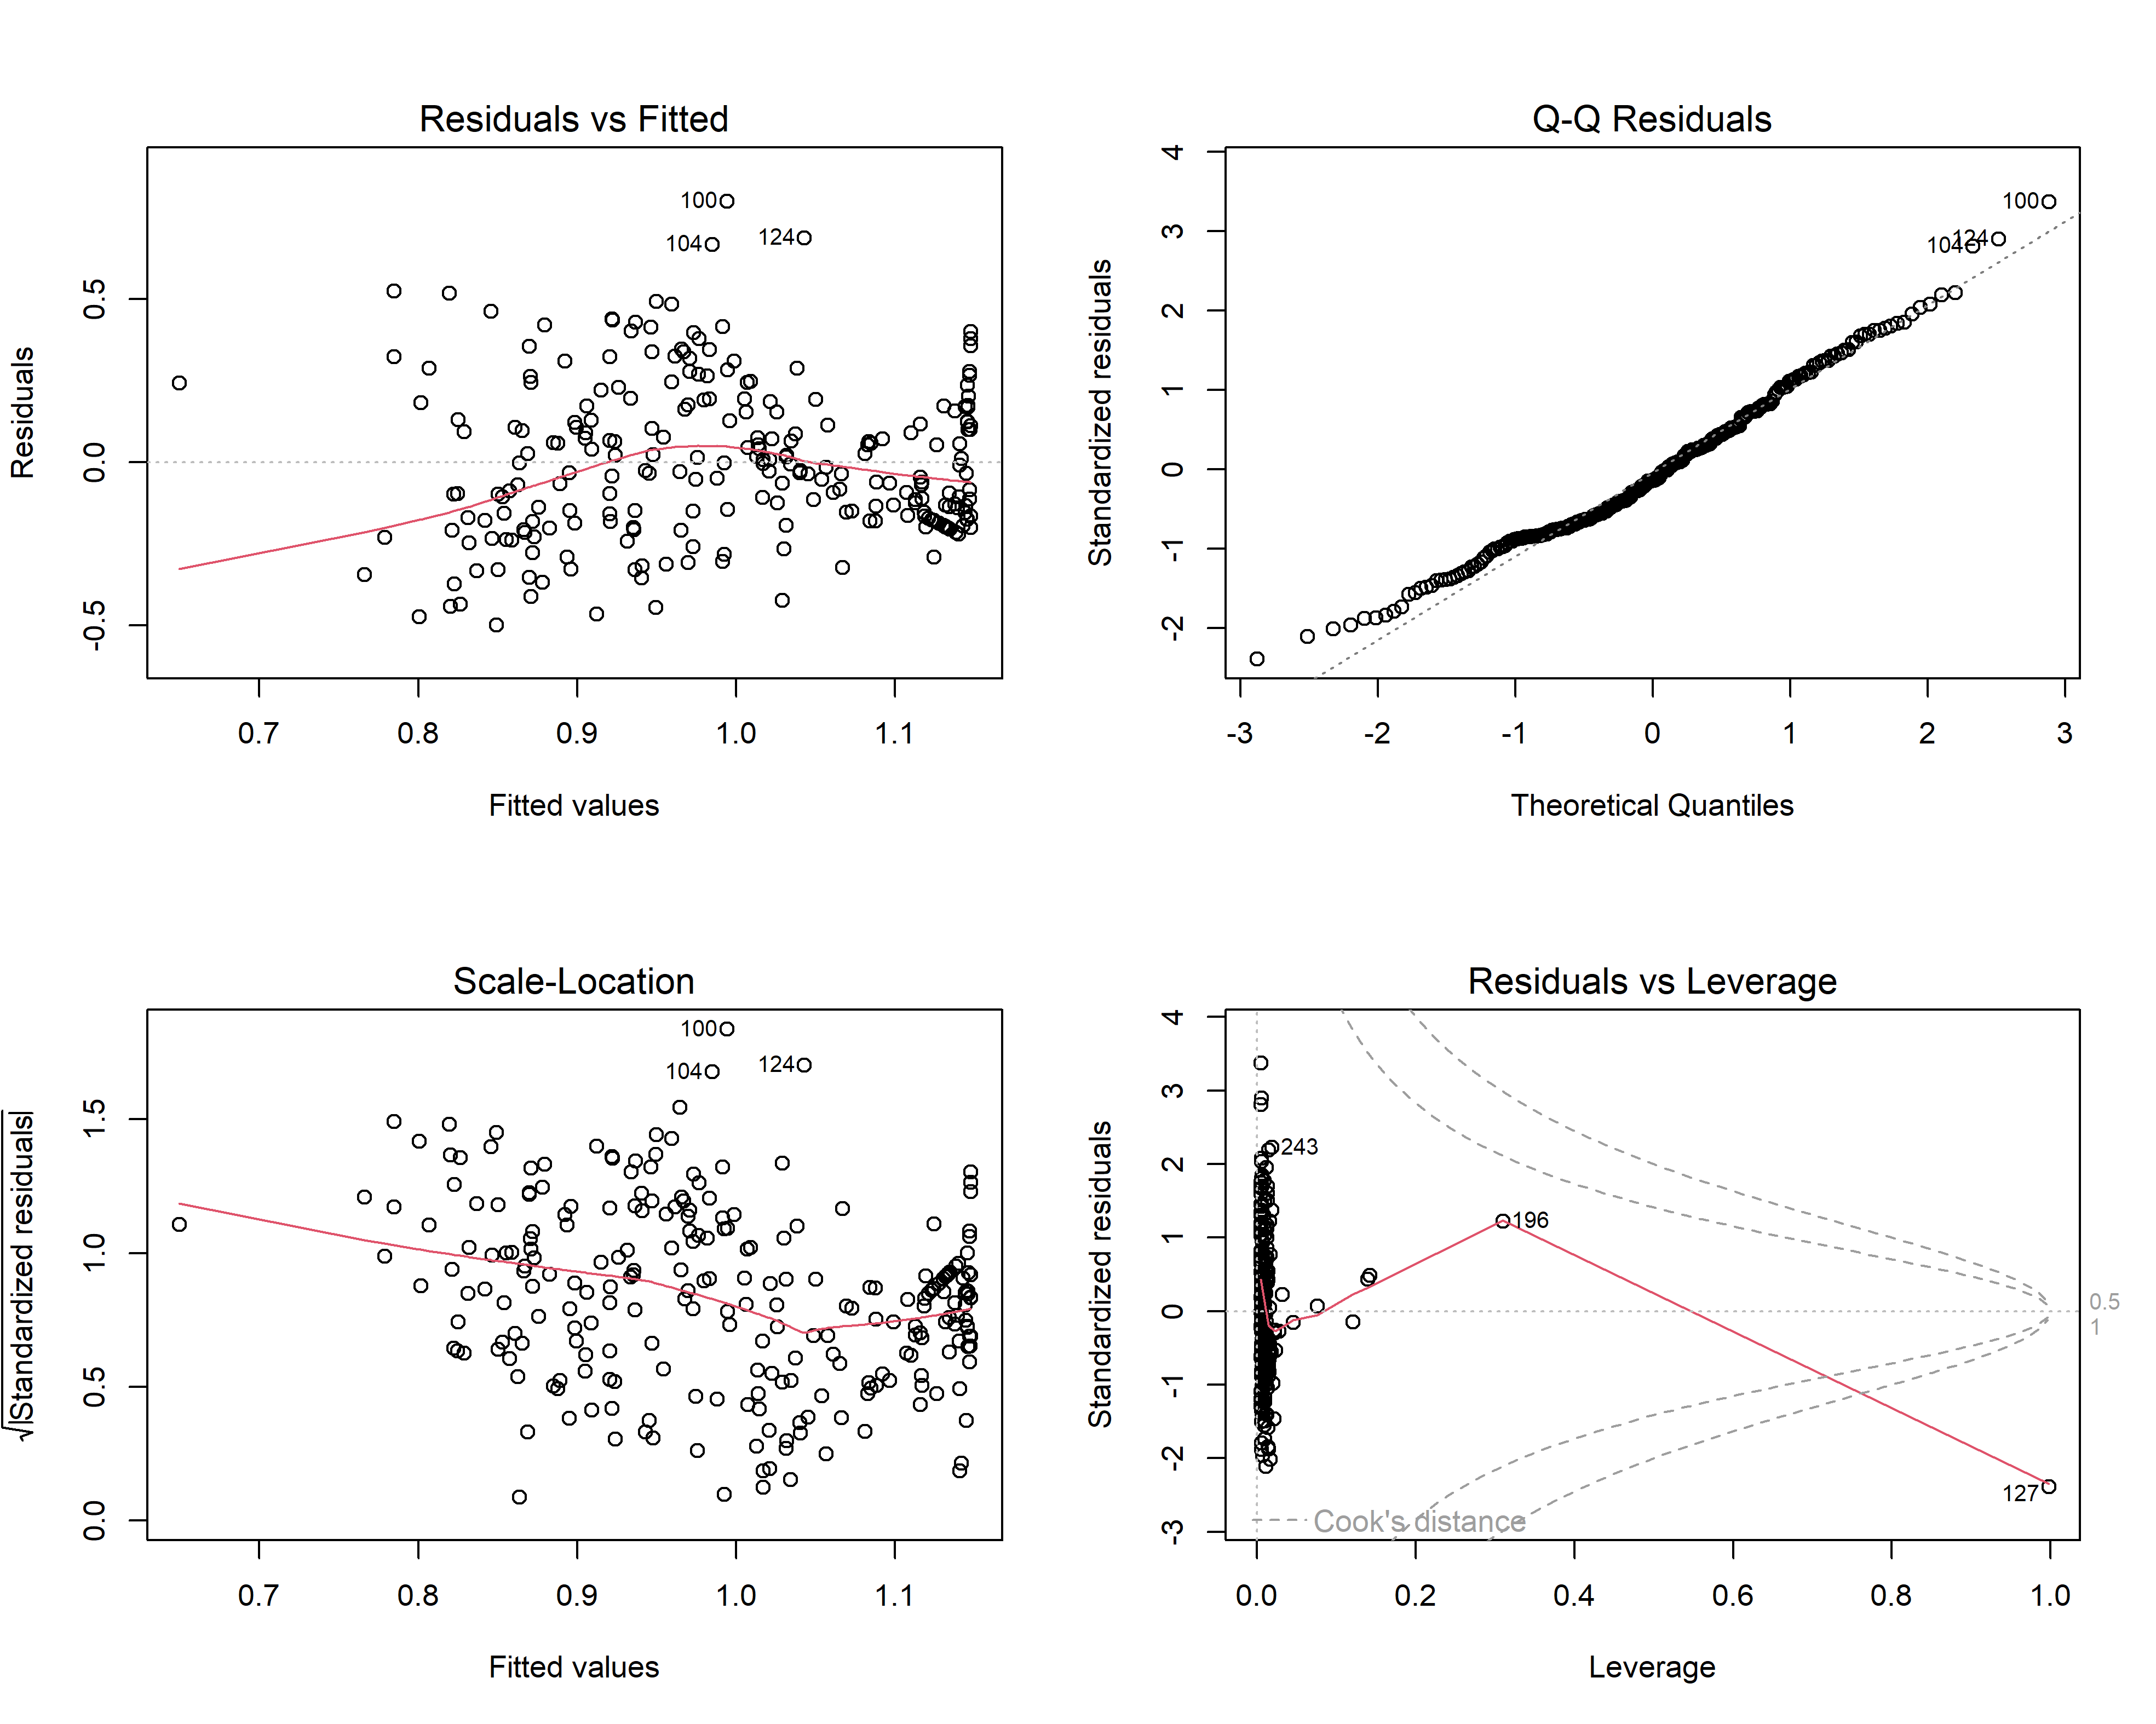 Residuals vs Fitted
Residuals
0.5
0.0
-0.5
100
104
124
0.7 0.8 0.9 1.0 1.1
Fitted values
Q-Q Residuals
Standardized residuals
4
3
2
1
0
-1
-2
100
124
104
-3 -2 -1 0 1 2 3
Theoretical Quantiles
Scale-Location
√|Standardized residuals|
1.5
1.0
0.5
0.0
100
104
124
0.7 0.8 0.9 1.0 1.1
Fitted values
Residuals vs Leverage
Standardized residuals
4
3
2
1
0
-1
-2
-3
243
196
127
0.5
1
Cook's distance
0.0 0.2 0.4 0.6 0.8 1.0
Leverage